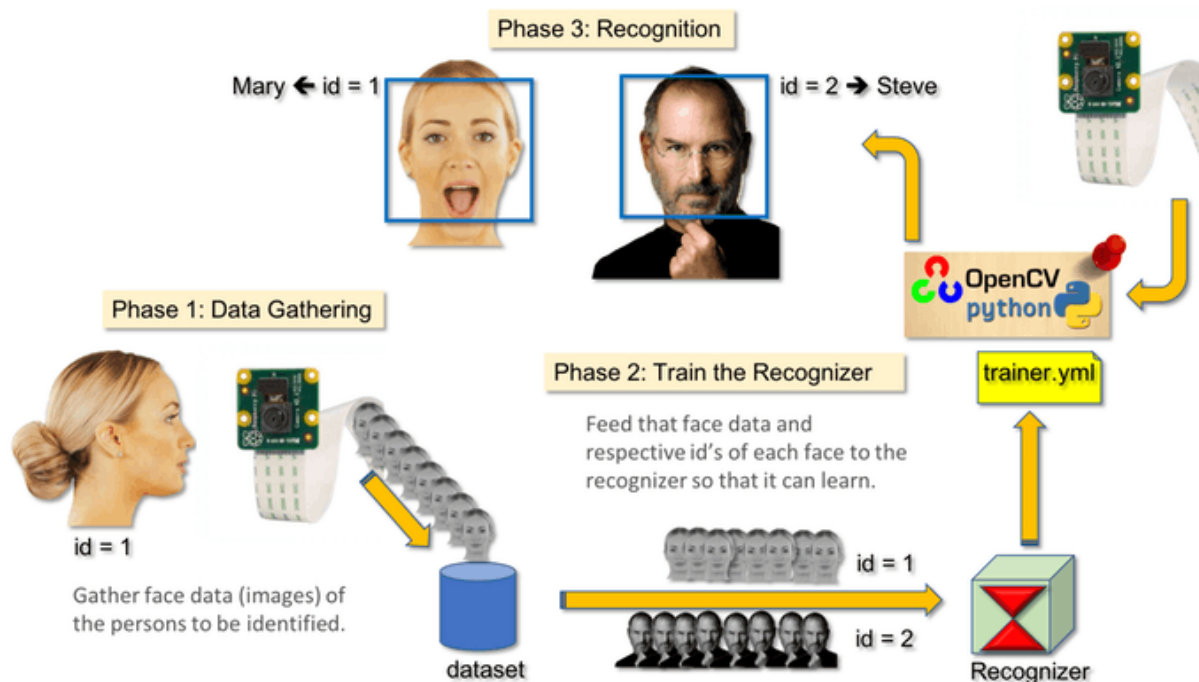 Phase 3: Recognition
Mary ← id = 1
id = 2 → Steve
OpenCV
python
Phase 1: Data Gathering
Phase 2: Train the Recognizer
trainer.yml
Feed that face data and
respective id’s of each face to the
recognizer so that it can learn.
id = 1
Gather face data (images) of
the persons to be identified.
dataset
id = 1
id = 2
Recognizer